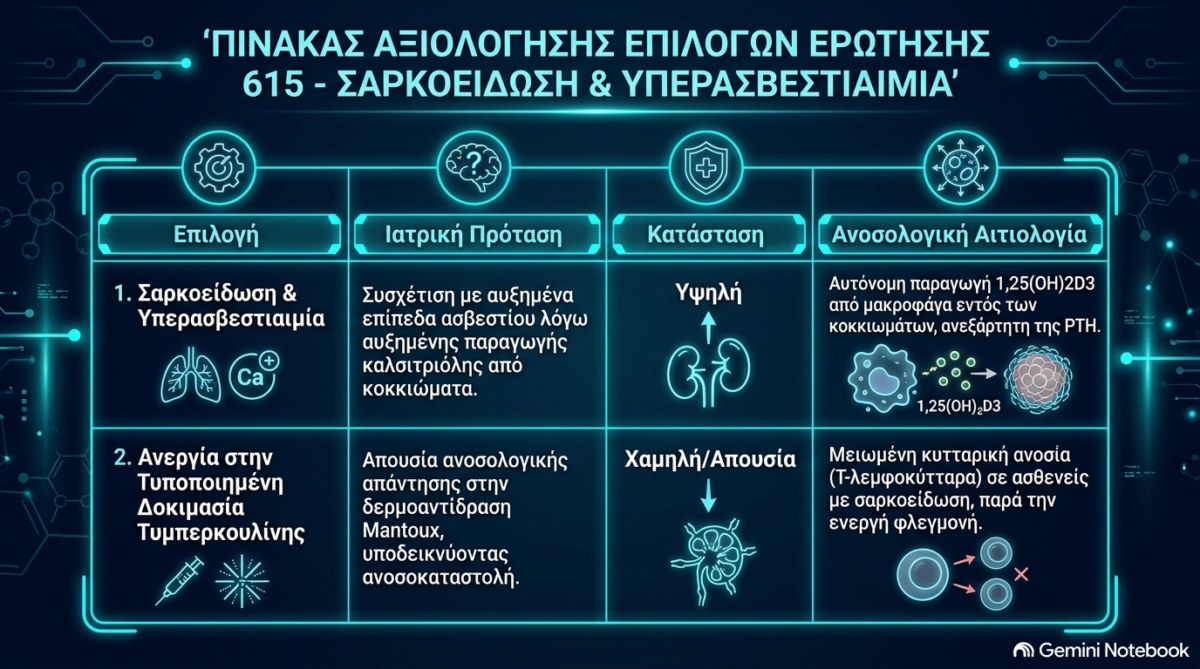 ‘ΠΙΝΑΚΑΣ ΑΞΙΟΛΟΓΗΣΗΣ ΕΠΙΛΟΓΩΝ ΕΡΩΤΗΣΗΣ
615 - ΣΑΡΚΟΕΙΔΩΣΗ & ΥΠΕΡΑΣΒΕΣΤΙΑΙΜΙΑ’
Επιλογή
Ιατρική Πρόταση
Κατάσταση
Ανοσολογική Αιτιολογία
1. Σαρκοείδωση &
Υπερασβεστιαιμία
Ca +
Συσχέτιση με αυξημένα
επίπεδα ασβεστίου λόγω
αυξημένης παραγωγής
καλσιτριόλης από
κοκκιώματα.
Υψηλή
Αυτόνομη παραγωγή 1,25(OH)2D3
από μακροφάγα εντός των
κοκκιωμάτων, ανεξάρτητη της PTH.
1,25(OH)₂D3
2. Ανεργία στην
Τυποποιημένη
Δοκιμασία
Τυμπερκουλίνης
Απουσία ανοσολογικής
απάντησης στην
δερμοαντίδραση
Mantoux,
υποδεικνύοντας
ανοσοκαταστολή.
Χαμηλή/Απουσία
Μειωμένη κυτταρική ανοσία
(Τ-λεμφοκύτταρα) σε ασθενείς
με σαρκοείδωση, παρά την
ενεργή φλεγμονή.
Gemini Notebook